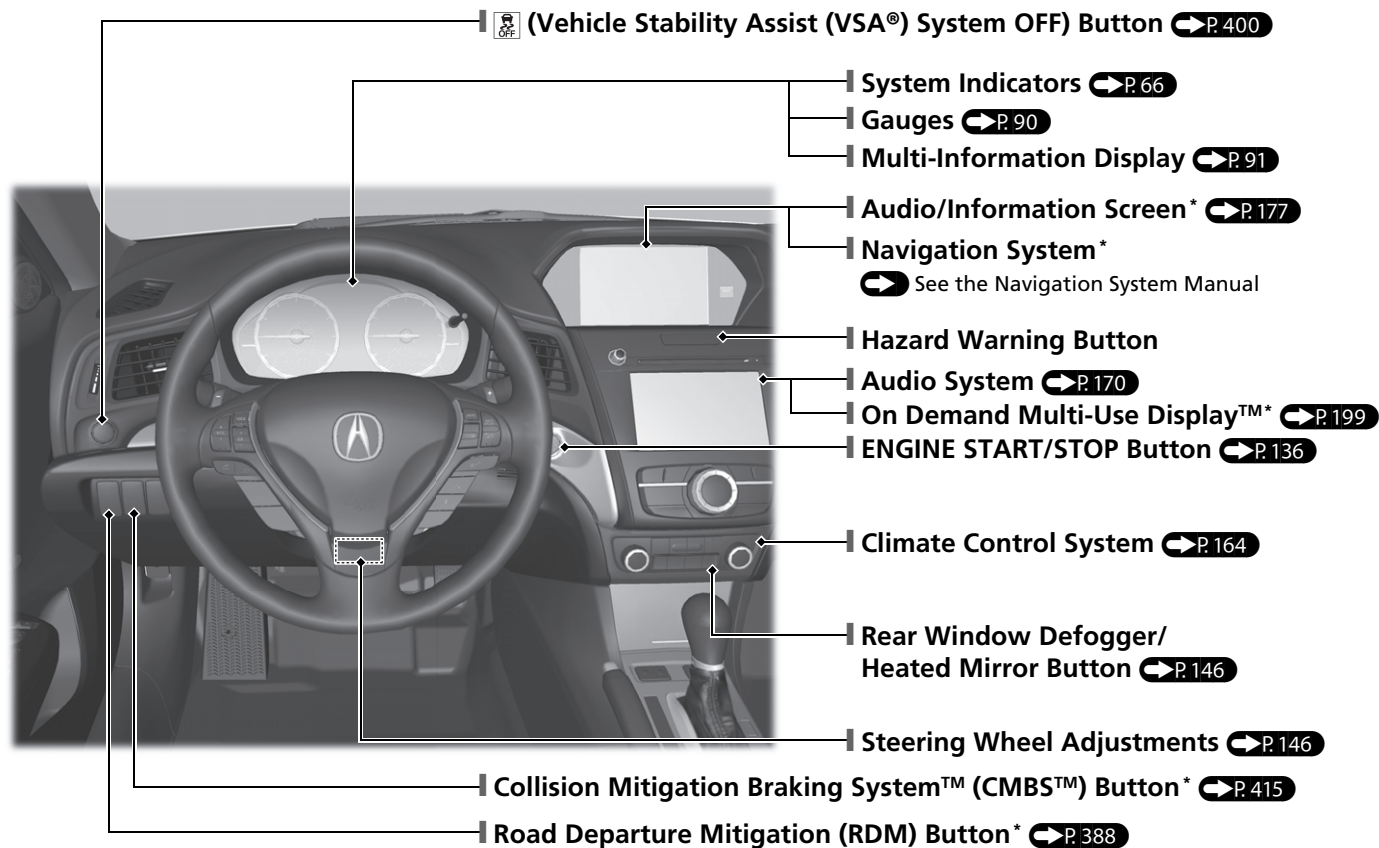 OFF (Vehicle Stability Assist (VSA®) System OFF) Button P. 400
System Indicators P. 66
Gauges P. 90
Multi-Information Display P. 91
Audio/Information Screen* P. 177
Navigation System*
See the Navigation System Manual
Hazard Warning Button
Audio System P. 170
On Demand Multi-Use Display™* P. 199
ENGINE START/STOP Button P. 136
Climate Control System P. 164
Rear Window Defogger/
Heated Mirror Button P. 146
Steering Wheel Adjustments P. 146
Collision Mitigation Braking System™ (CMBS™) Button* P. 415
Road Departure Mitigation (RDM) Button* P. 388